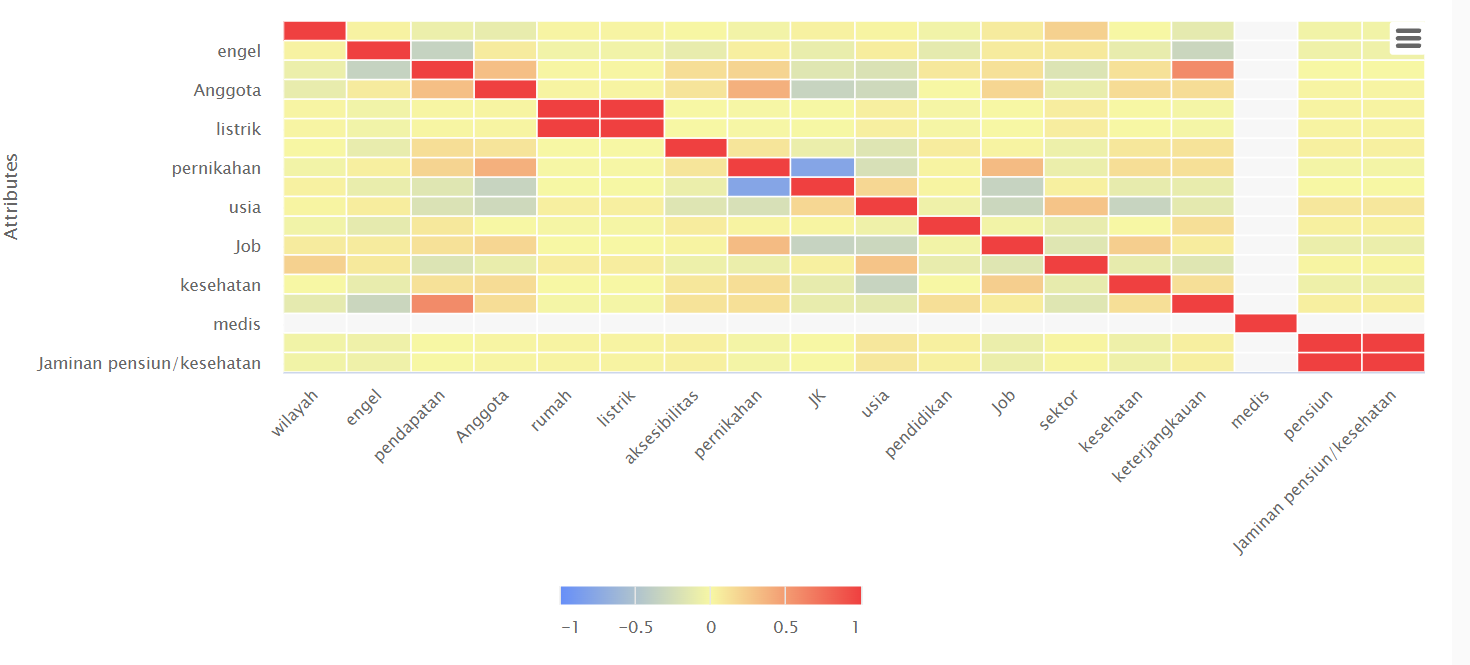 Attributes
engel
Anggota
listrik
pernikahan
usia
Job
kesehatan
medis
Jaminan pensiun/kesehatan
wilayah
engel
pendapatan
Anggota
rumah
listrik
aksesibilitas
pernikahan
JK
usia
pendidikan
Job
sektor
kesehatan
keterjangkauan
medis
pensiun
Jaminan pensiun/kesehatan
−1 −0.5 0 0.5 1